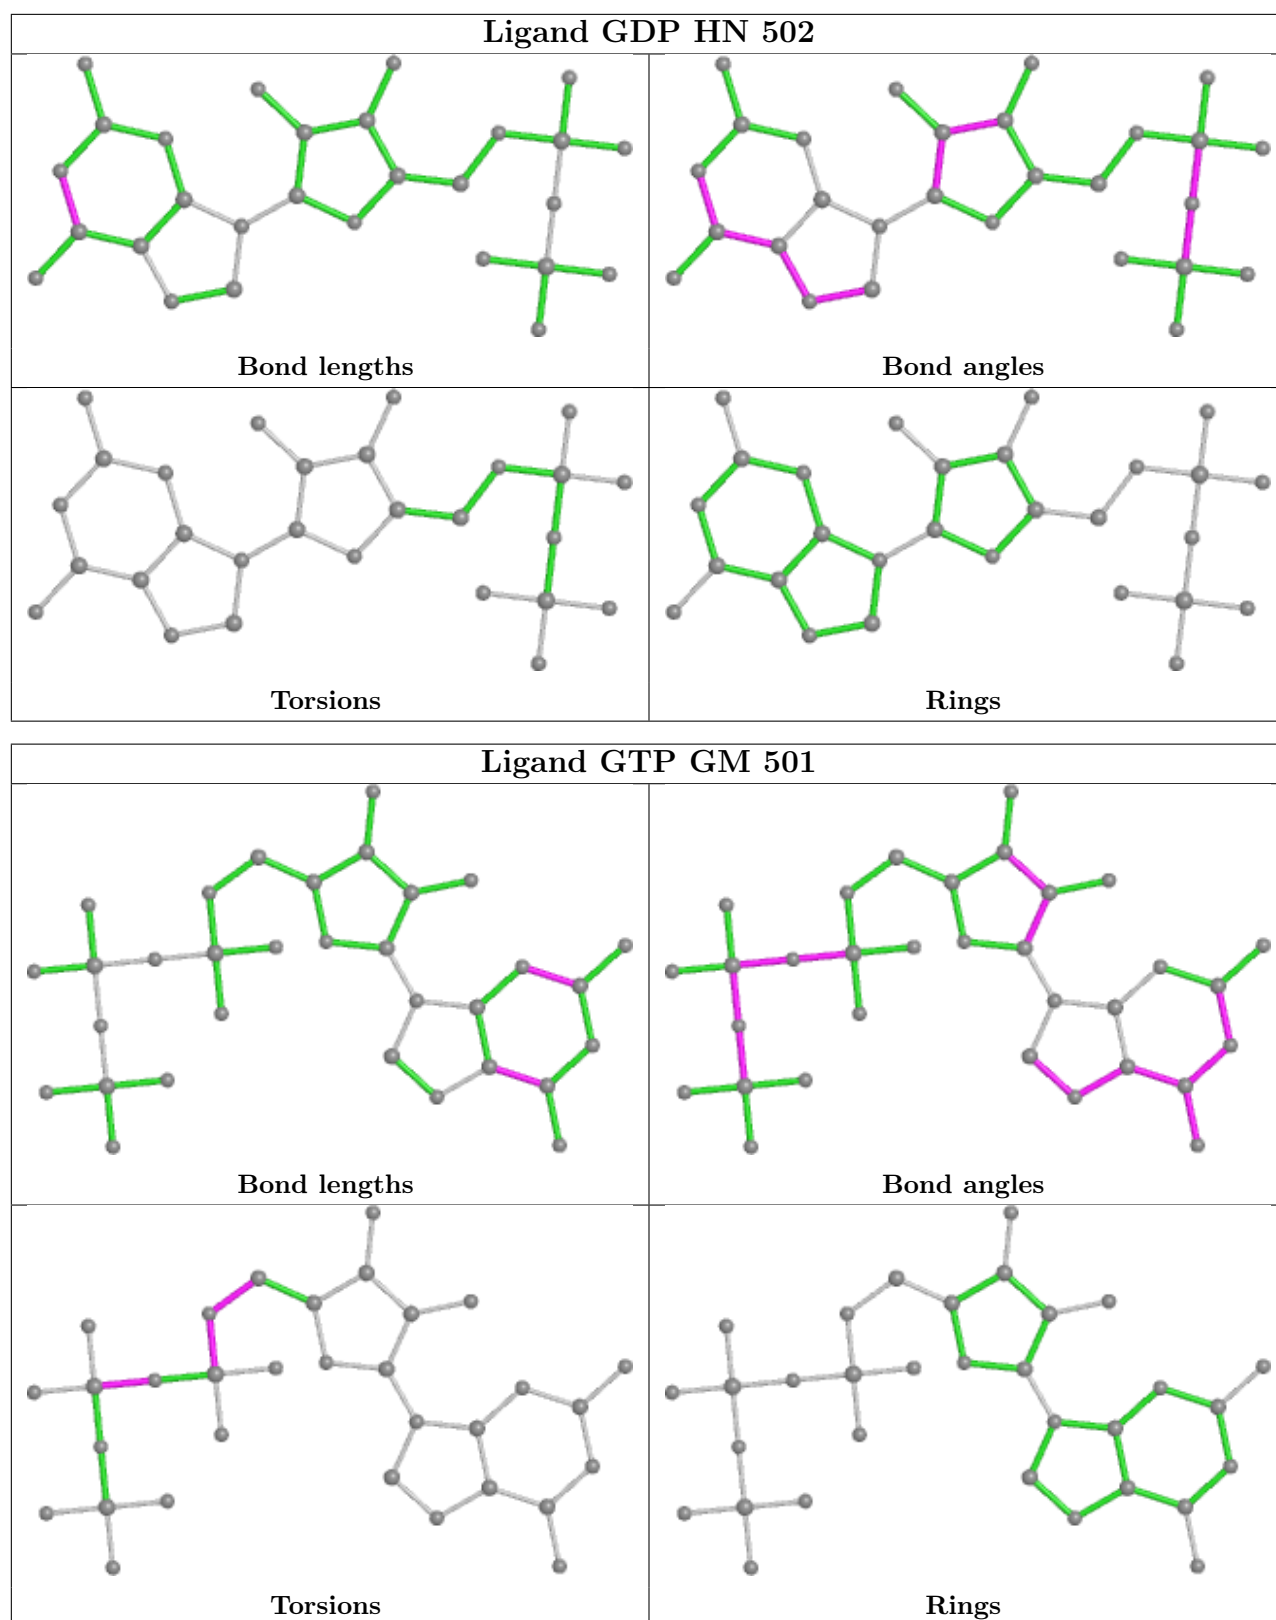 Ligand GDP HN 502
Bond lengths
Bond angles
Torsions
Rings
Ligand GTP GM 501
Bond lengths
Bond angles
Torsions
Rings